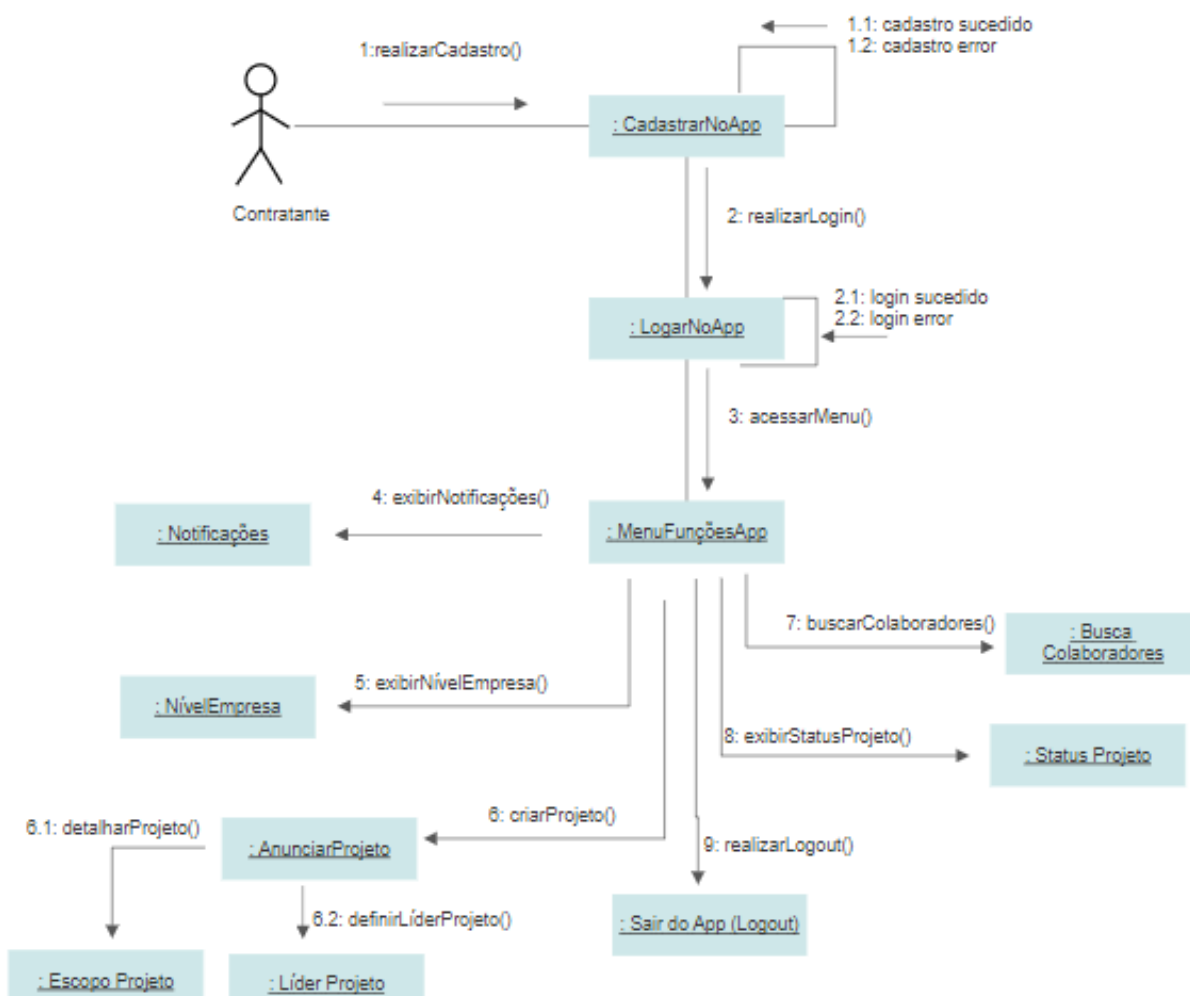 1.1: cadastro sucedido
1.2: cadastro error
1:realizarCadastro()
: CadastrarNoApp
Contratante
2: realizarLogin()
2.1: login sucedido
2.2: login error
: LogarNoApp
3: acessarMenu()
4: exibirNotificações()
: Notificações
: MenuFunçõesApp
7: buscarColaboradores()
: Busca
Colaboradores
5: exibirNívelEmpresa()
: NívelEmpresa
8: exibirStatusProjeto()
: Status Projeto
6: criarProjeto()
6.1: detalharProjeto()
: AnunciarProjeto
9: realizarLogout()
6.2: definirLíderProjeto()
: Sair do App (Logout)
: Escopo Projeto
: Líder Projeto